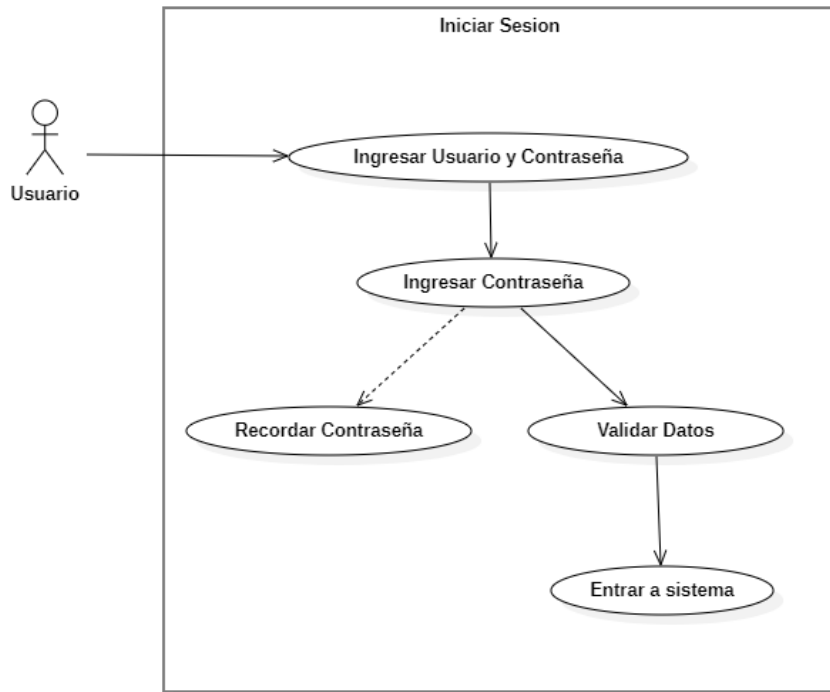 Iniciar Sesion
Ingresar Usuario y Contraseña
Usuario
Ingresar Contraseña
Recordar Contraseña
Validar Datos
Entrar a sistema